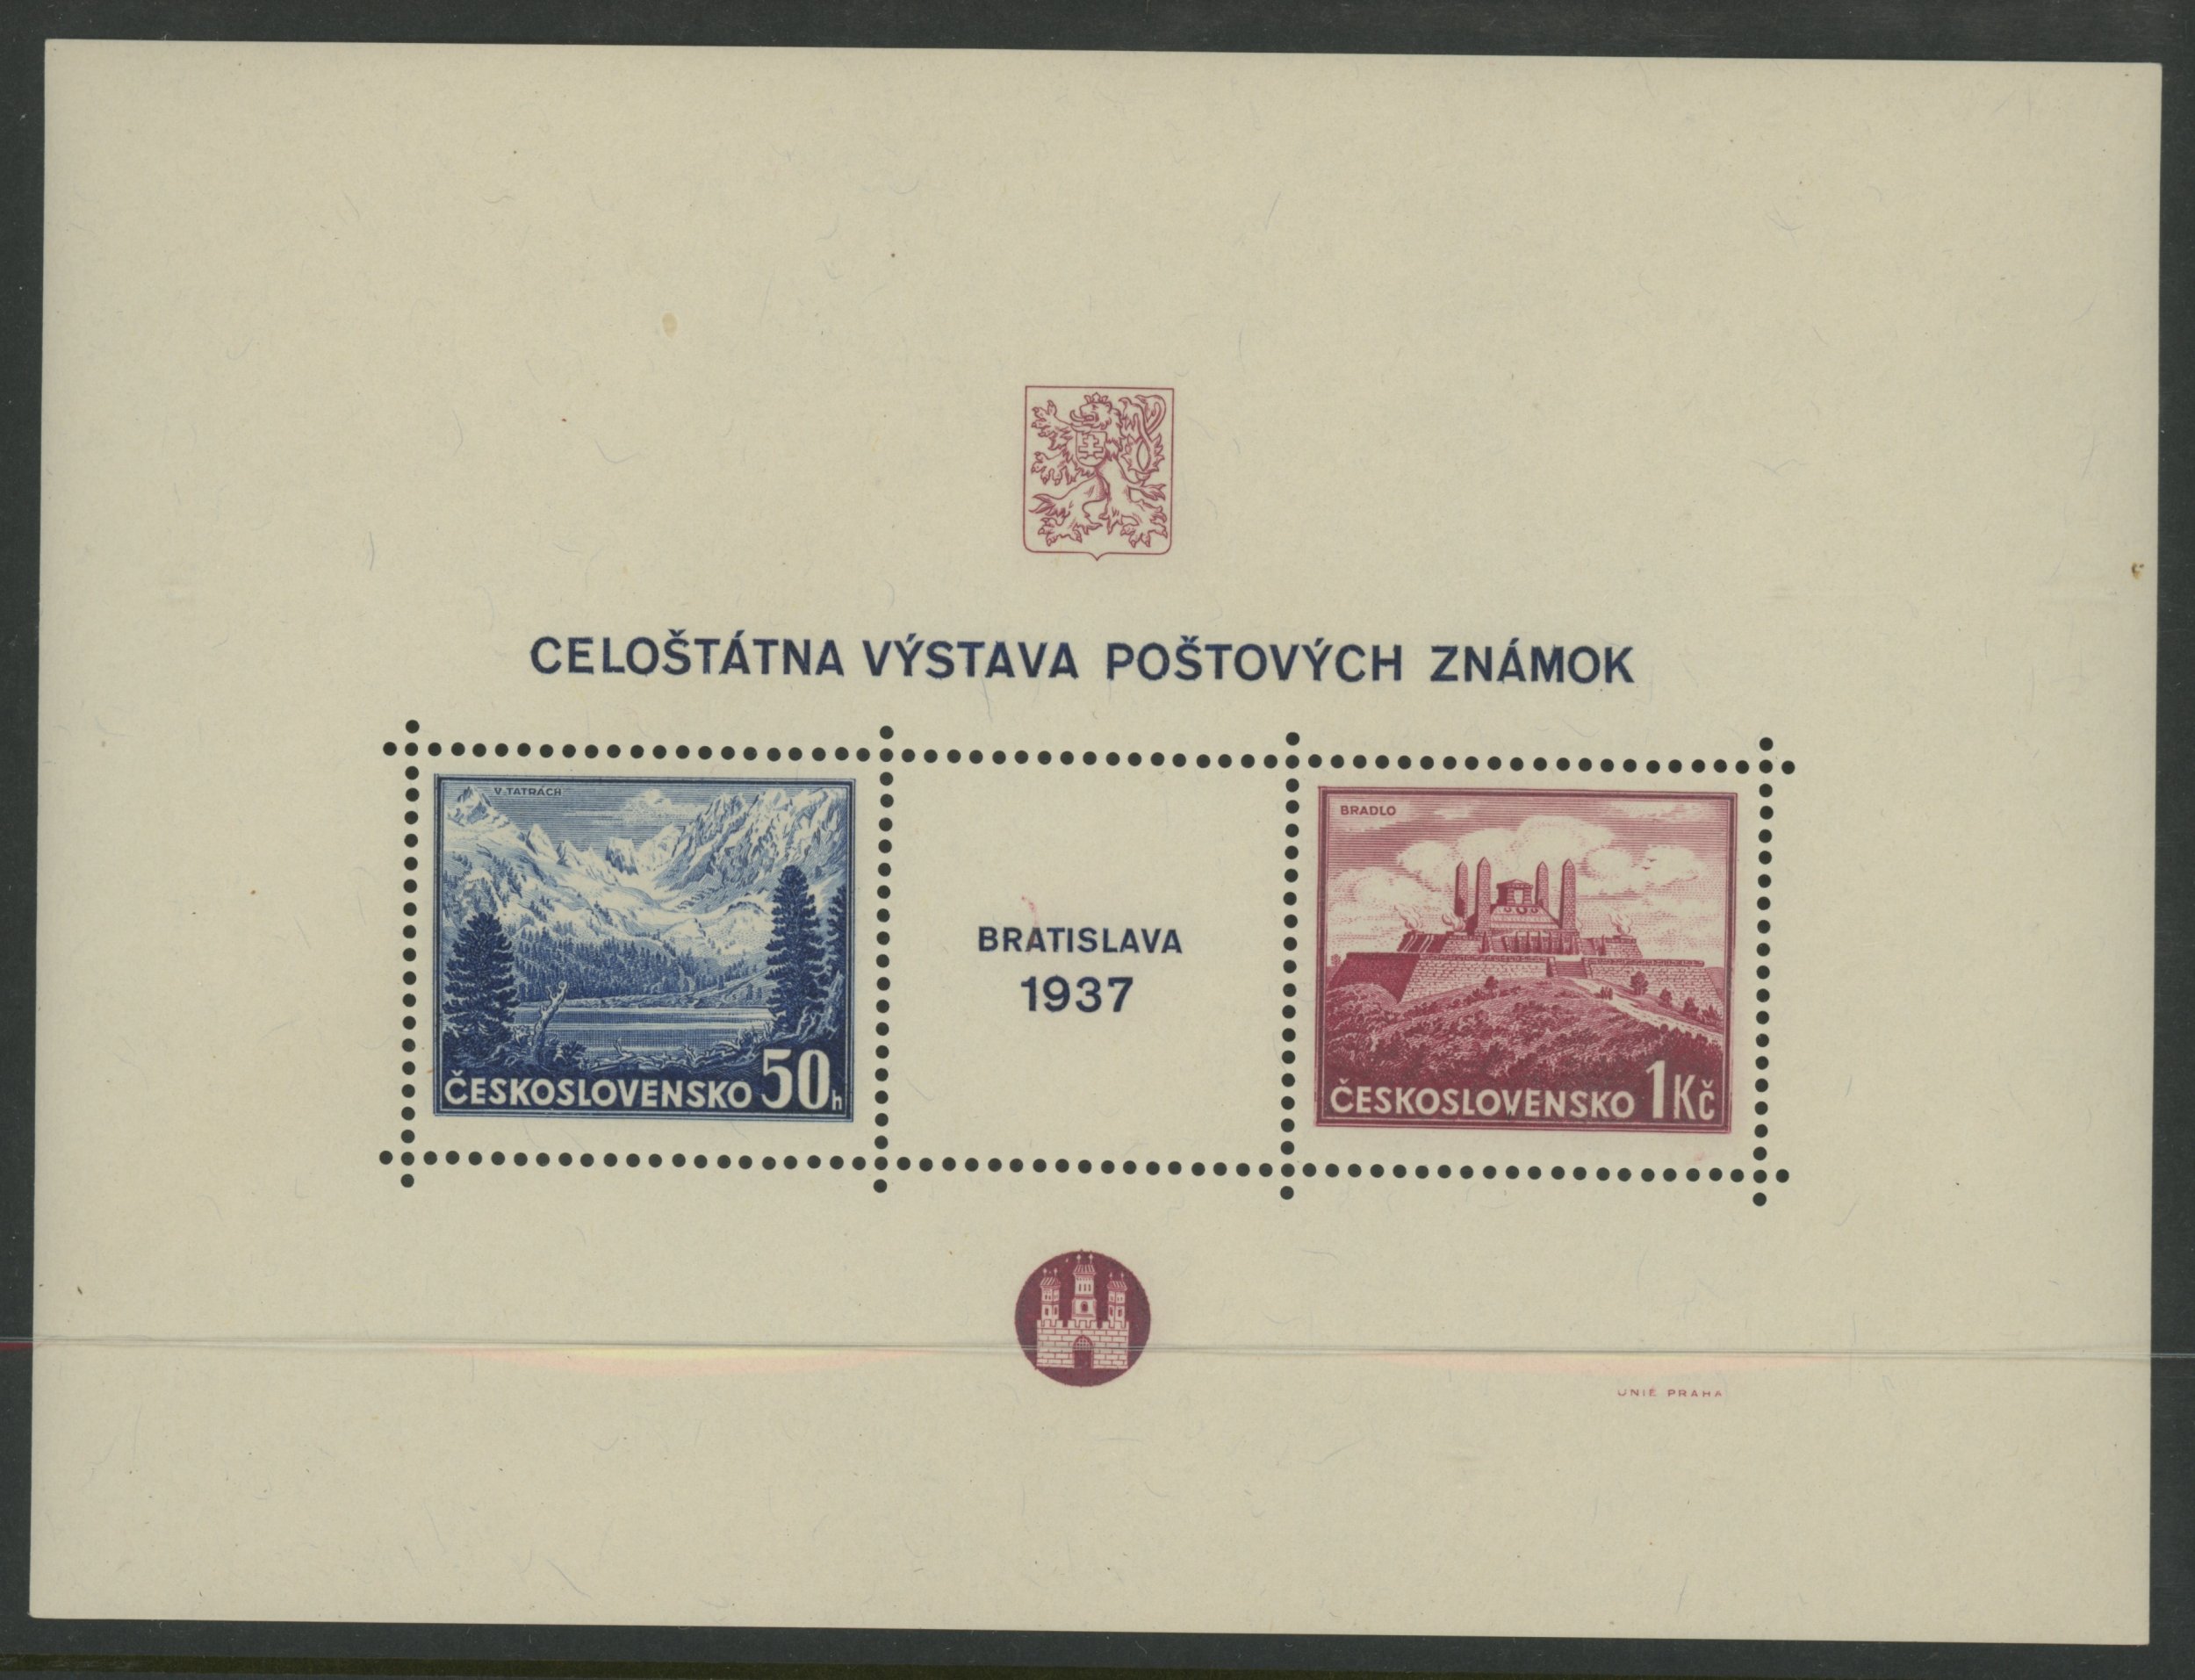 CELOŠTÁTNA VÝSTAVA POŠTOVÝCH ZNÁMOK
V TATRÁCH
ČESKOSLOVENSKO 50h
BRATISLAVA
1937
BRADLO
ČESKOSLOVENSKO 1Kč
UNIE PRAHA